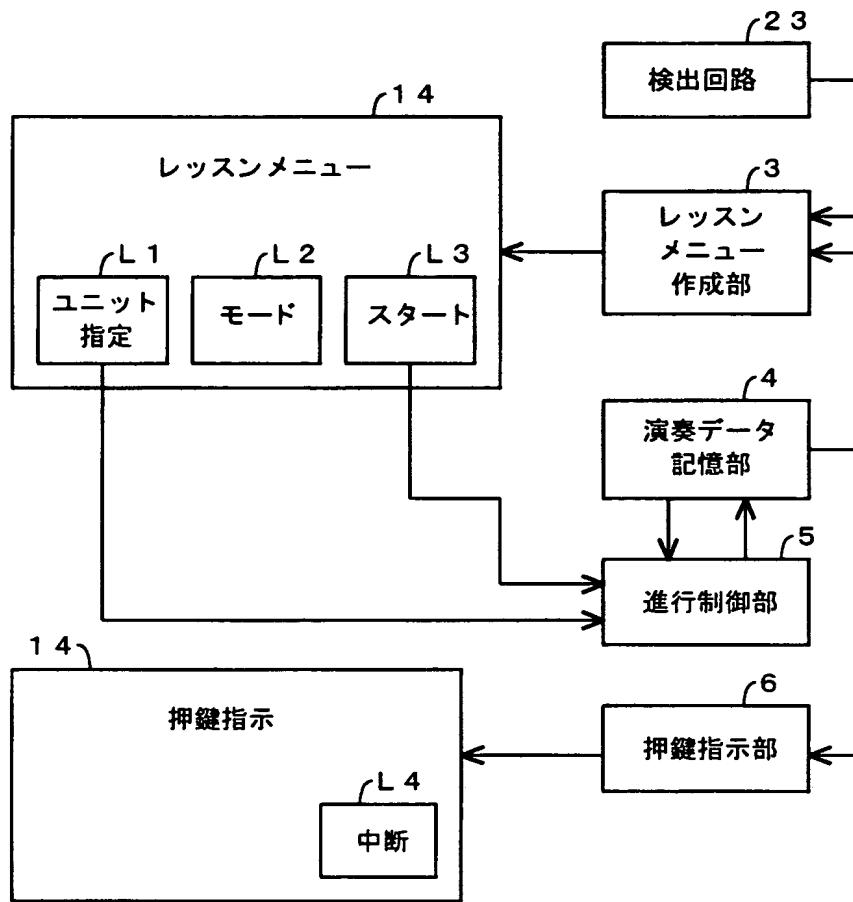 23
検出回路
14
レッスンメニュー
3
レッスン
メニュー
作成部
L1
ユニット
指定
L2
モード
L3
スタート
4
演奏データ
記憶部
5
進行制御部
14
押鍵指示
6
押鍵指示部
L4
中断